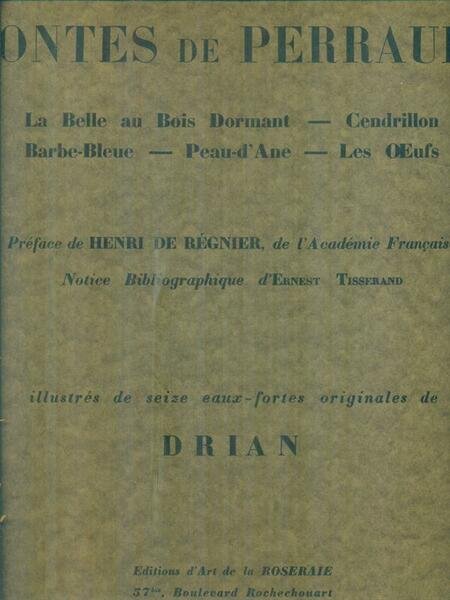 ONTES DE PERRAU
La Belle au Bois Dormant — Cendrillon
Barbe-Bleue — Peau-d'Ane — Les Œufs
Préface de HENRI DE RÉGNIER, de l'Académie Français
Notice Bibliographique d'ERNEST TISSERAND
illustrés de seize eaux-fortes originales de
DRIAN
Editions d'Art de la ROSERAIE
57bis, Boulevard Rochechouart